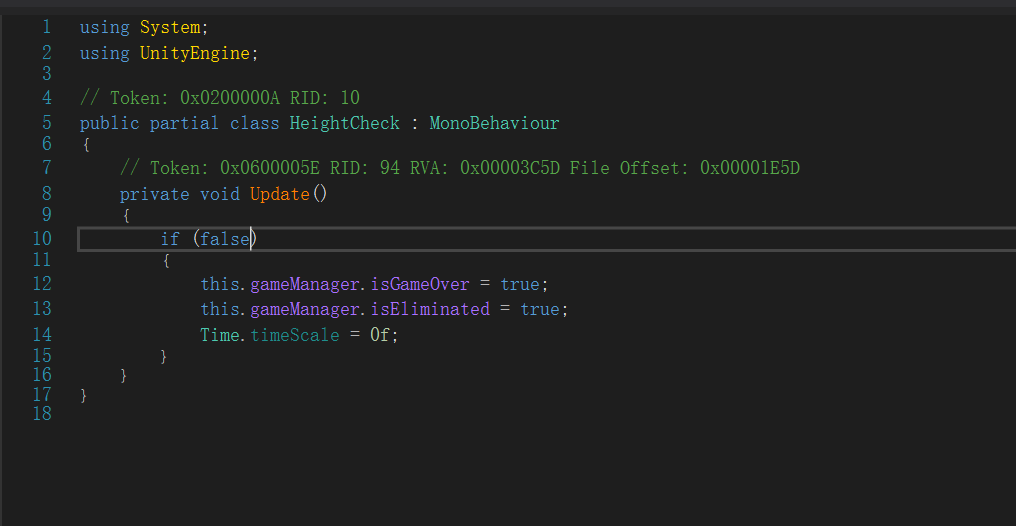 1 using System;
2 using UnityEngine;
3
4 // Token: 0x0200000A RID: 10
5 public partial class HeightCheck : MonoBehaviour
6 {
7 // Token: 0x0600005E RID: 94 RVA: 0x00003C5D File Offset: 0x00001E5D
8 private void Update()
9 {
10 if (false)
11 {
12 this.gameManager.isGameOver = true;
13 this.gameManager.isEliminated = true;
14 Time.timeScale = 0f;
15 }
16 }
17 }
18